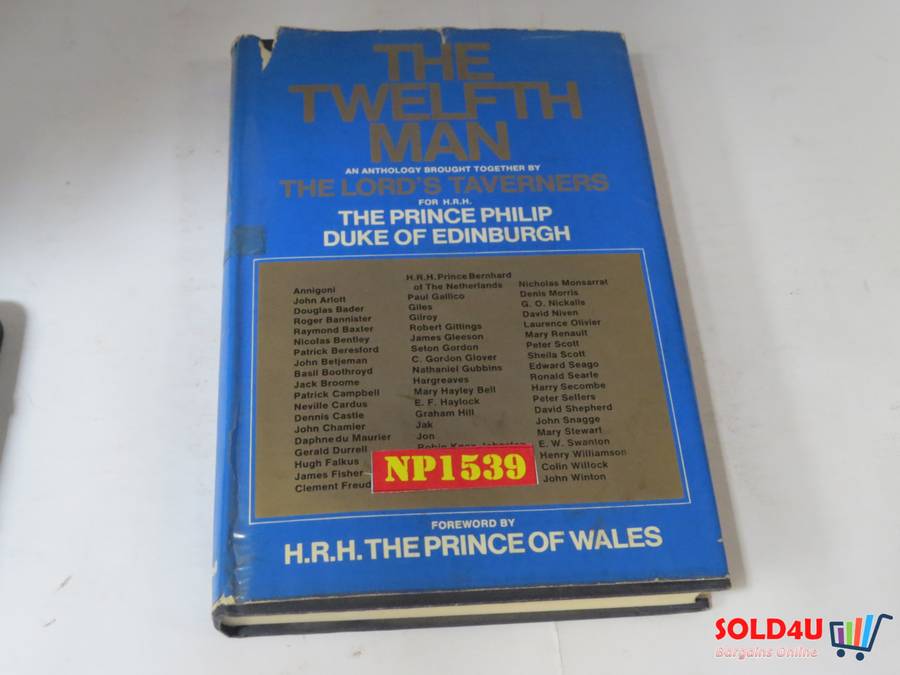 THE
TWELFTH
MAN
AN ANTHOLOGY BROUGHT TOGETHER BY
THE LORD'S TAVERNERS
FOR H.R.H.
THE PRINCE PHILIP
DUKE OF EDINBURGH
Annigoni
John Arlott
Douglas Bader
Roger Bannister
Raymond Baxter
Nicolas Bentley
Patrick Beresford
John Betjeman
Basil Boothroyd
Jack Broome
Patrick Campbell
Neville Cardus
Dennis Castle
John Chamier
Daphne du Maurier
Gerald Durrell
Hugh Falkus
James Fisher
Clement Freud
H.R.H. Prince Bernhard
of The Netherlands
Paul Gallico
Giles
Gilroy
Robert Gittings
James Gleeson
Seton Gordon
C. Gordon Glover
Nathaniel Gubbins
Hargreaves
Mary Hayley Bell
E. F. Haylock
Graham Hill
Jak
Jon
Robin Knox-Johnston
Nicholas Monsarrat
Denis Morris
G. O. Nickalls
David Niven
Laurence Olivier
Mary Renault
Peter Scott
Sheila Scott
Edward Seago
Ronald Searle
Harry Secombe
Peter Sellers
David Shepherd
John Snagge
Mary Stewart
E. W. Swanton
Henry Williamson
Colin Willock
John Winton
NP1539
FOREWORD BY
H.R.H. THE PRINCE OF WALES
SOLD4U
Bargains Online